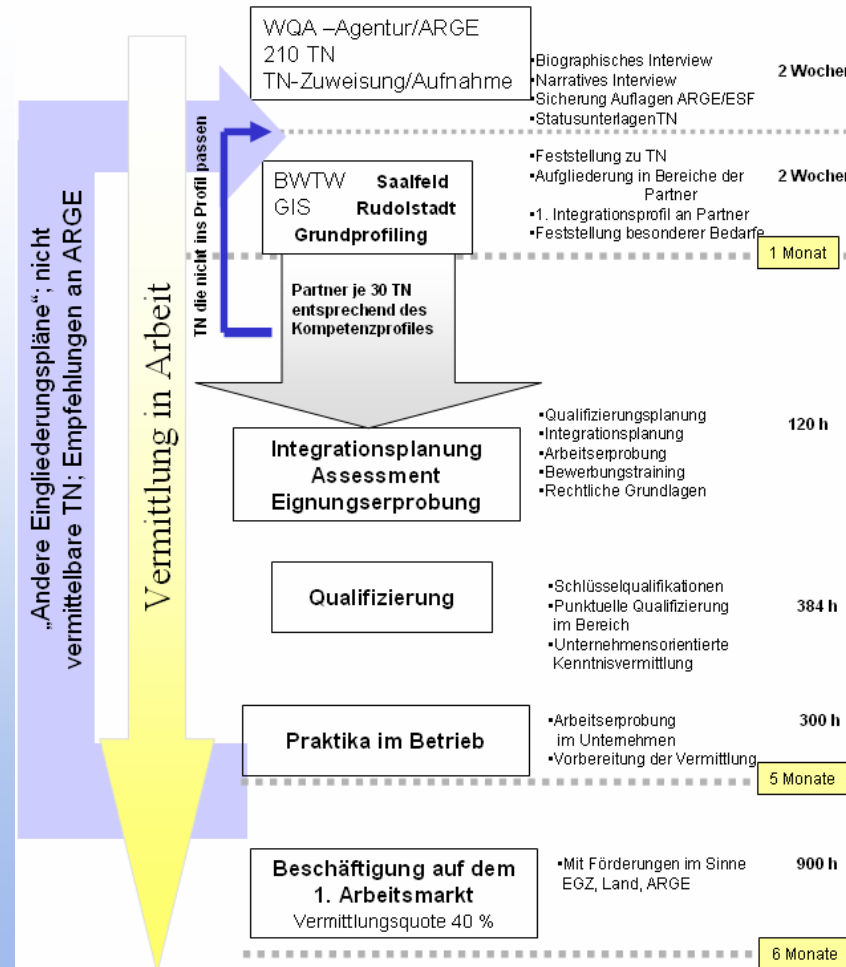 WQA –Agentur/ARGE
210 TN
TN-Zuweisung/Aufnahme
▪Biographisches Interview
▪Narratives Interview
▪Sicherung Auflagen ARGE/ESF
▪StatusunterlagenTN
2 Wochen
BWTW Saalfeld
GIS Rudolstadt
Grundprofiling
▪Feststellung zu TN
▪Aufgliederung in Bereiche der
Partner
▪1. Integrationsprofil an Partner
▪Feststellung besonderer Bedarfe
2 Wochen
1 Monat
„Andere Eingliederungspläne“; nicht
vermittelbare TN; Empfehlungen an ARGE
Vermittlung in Arbeit
TN die nicht ins Profil passen
Partner je 30 TN
entsprechend des
Kompetenzprofiles
Integrationsplanung
Assessment
Eignungserprobung
▪Qualifizierungsplanung
▪Integrationsplanung
▪Arbeitserprobung
▪Bewerbungstraining
▪Rechtliche Grundlagen
120 h
Qualifizierung
▪Schlüsselqualifikationen
▪Punktuelle Qualifizierung
im Bereich
▪Unternehmensorientierte
Kenntnisvermittlung
384 h
Praktika im Betrieb
▪Arbeitserprobung
im Unternehmen
▪Vorbereitung der Vermittlung
300 h
5 Monate
Beschäftigung auf dem
1. Arbeitsmarkt
Vermittlungsquote 40 %
▪Mit Förderungen im Sinne
EGZ, Land, ARGE
900 h
6 Monate